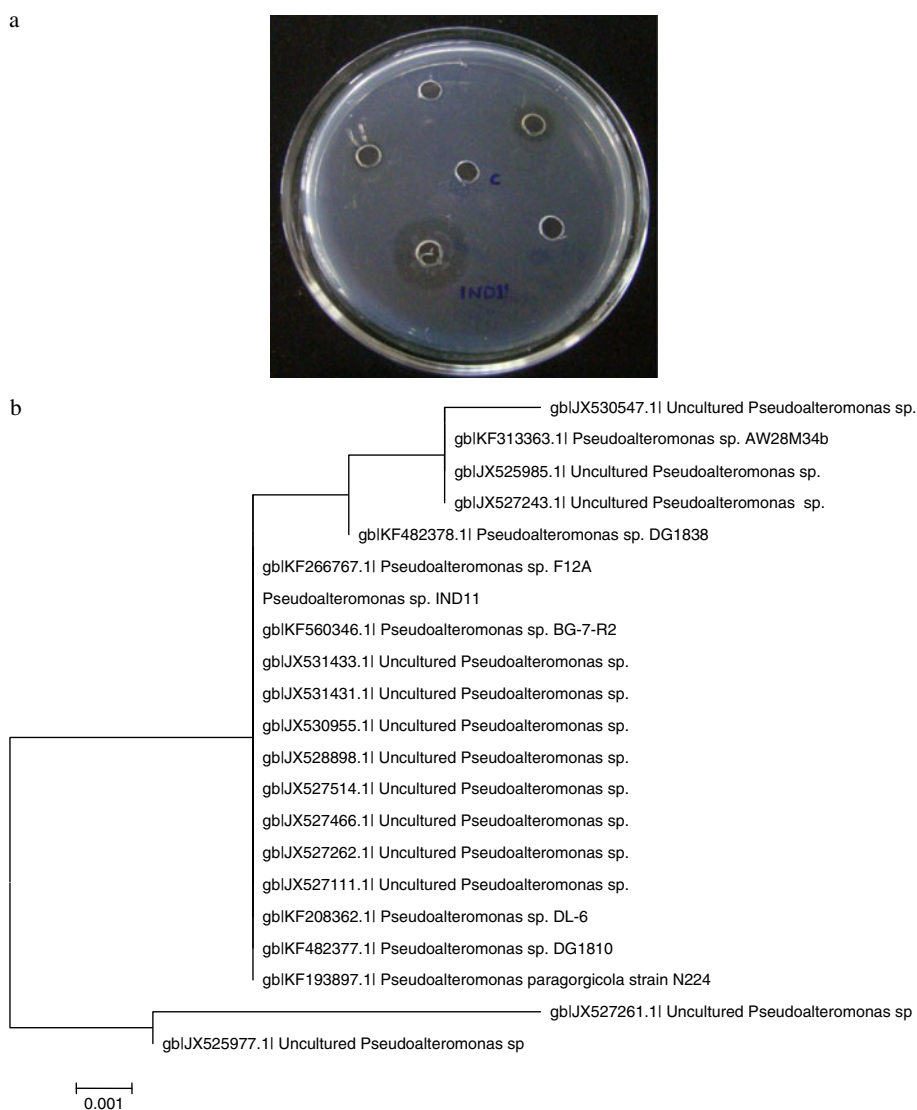 a
C
IND11
b
gb|JX530547.1| Uncultured Pseudoalteromonas sp.
gb|KF313363.1| Pseudoalteromonas sp. AW28M34b
gb|JX525985.1| Uncultured Pseudoalteromonas sp.
gb|JX527243.1| Uncultured Pseudoalteromonas sp.
gb|KF482378.1| Pseudoalteromonas sp. DG1838
gb|KF266767.1| Pseudoalteromonas sp. F12A
Pseudoalteromonas sp. IND11
gb|KF560346.1| Pseudoalteromonas sp. BG-7-R2
gb|JX531433.1| Uncultured Pseudoalteromonas sp.
gb|JX531431.1| Uncultured Pseudoalteromonas sp.
gb|JX530955.1| Uncultured Pseudoalteromonas sp.
gb|JX528898.1| Uncultured Pseudoalteromonas sp.
gb|JX527514.1| Uncultured Pseudoalteromonas sp.
gb|JX527466.1| Uncultured Pseudoalteromonas sp.
gb|JX527262.1| Uncultured Pseudoalteromonas sp.
gb|JX527111.1| Uncultured Pseudoalteromonas sp.
gb|KF208362.1| Pseudoalteromonas sp. DL-6
gb|KF482377.1| Pseudoalteromonas sp. DG1810
gb|KF193897.1| Pseudoalteromonas paragorgicola strain N224
gb|JX527261.1| Uncultured Pseudoalteromonas sp
gb|JX525977.1| Uncultured Pseudoalteromonas sp
0.001